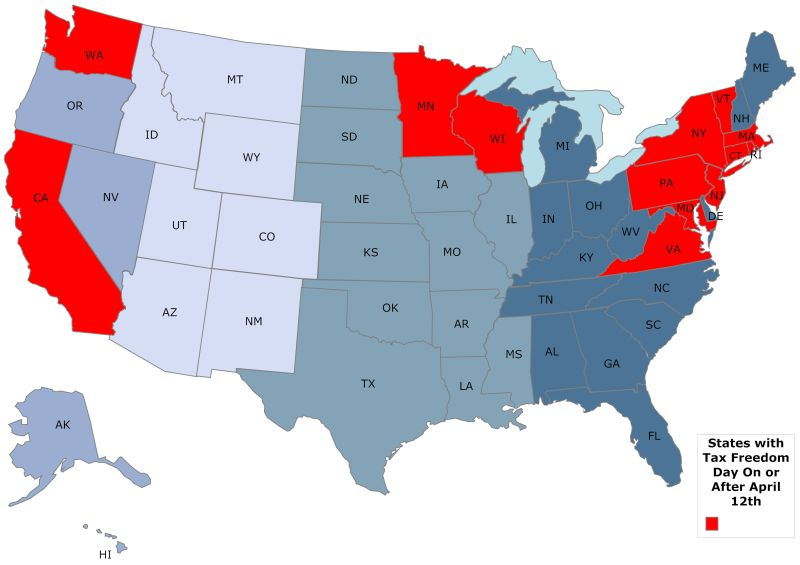 WA
MT
ND
MN
ME
OR
ID
SD
WI
VT
NH
NY
MA
CT
RI
WY
MI
CA
NV
UT
CO
NE
IA
IL
IN
OH
PA
NJ
MD
DE
WV
VA
KS
MO
KY
AZ
NM
OK
AR
TN
NC
SC
TX
LA
MS
AL
GA
FL
AK
HI
States with
Tax Freedom
Day On or
After April
12th